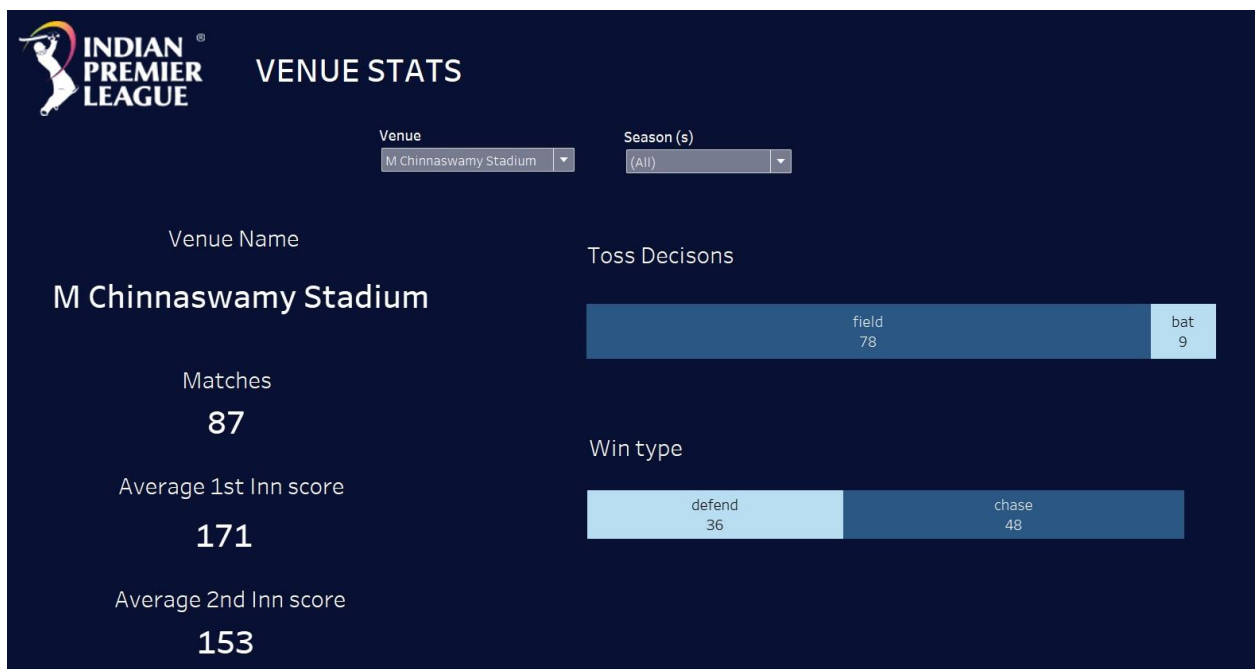 INDIAN ®
PREMIER
LEAGUE
VENUE STATS
Venue
M Chinnaswamy Stadium
Season (s)
(All)
Venue Name
M Chinnaswamy Stadium
Matches
87
Average 1st Inn score
171
Average 2nd Inn score
153
Toss Decisons
field
78
bat
9
Win type
defend
36
chase
48